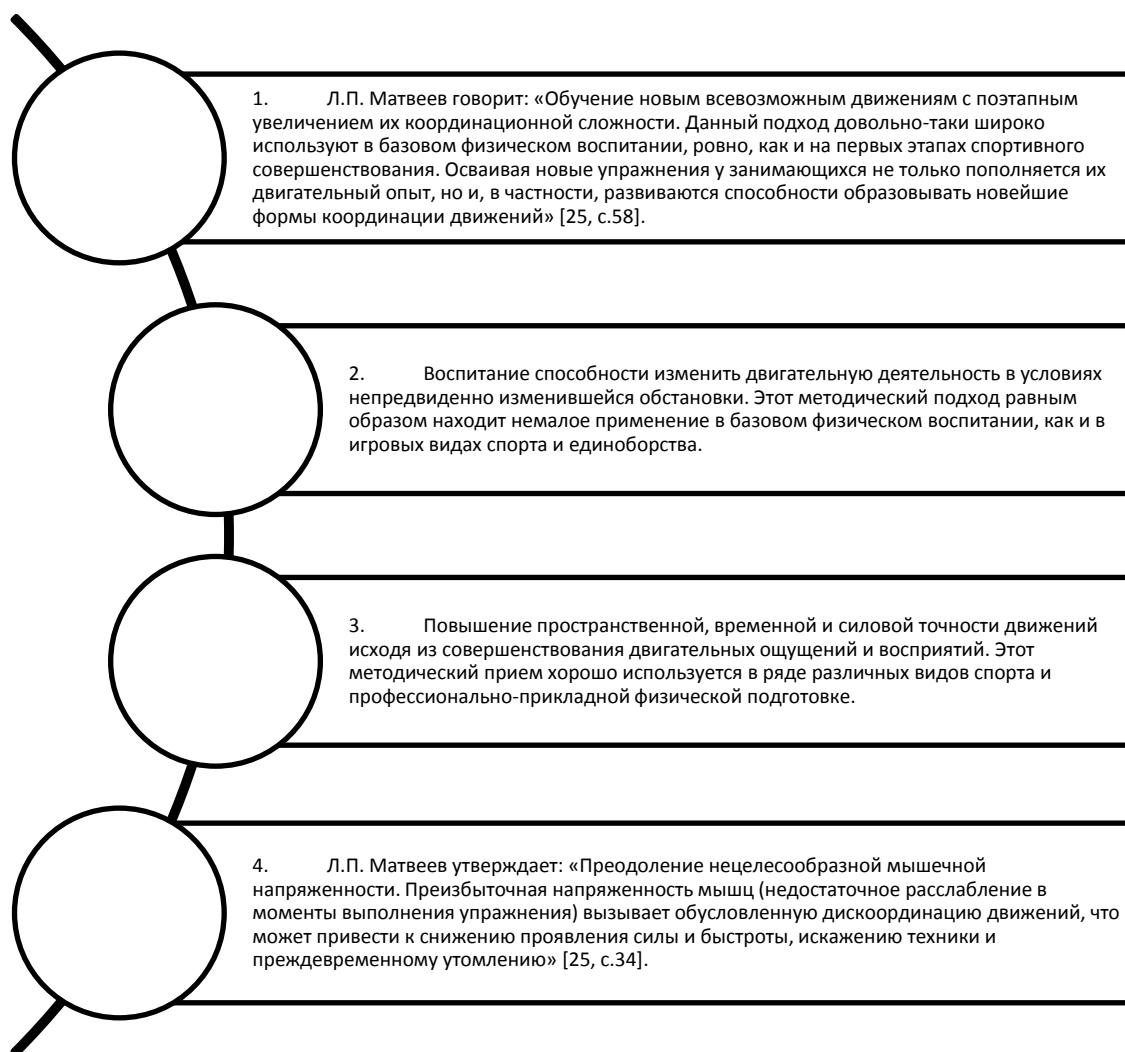 1. Л.П. Матвеев говорит: «Обучение новым всевозможным движениям с поэтапным
увеличением их координационной сложности. Данный подход довольно-таки широко
используют в базовом физическом воспитании, ровно, как и на первых этапах спортивного
совершенствования. Осваивая новые упражнения у занимающихся не только пополняется их
двигательный опыт, но и, в частности, развиваются способности образовывать новейшие
формы координации движений» [25, с.58].
2. Воспитание способности изменить двигательную деятельность в условиях
непредвиденно изменившейся обстановки. Этот методический подход равным
образом находит немалое применение в базовом физическом воспитании, как и в
игровых видах спорта и единоборства.
3. Повышение пространственной, временной и силовой точности движений
исходя из совершенствования двигательных ощущений и восприятий. Этот
методический прием хорошо используется в ряде различных видов спорта и
профессионально-прикладной физической подготовке.
4. Л.П. Матвеев утверждает: «Преодоление нецелесообразной мышечной
напряженности. Преизбыточная напряженность мышц (недостаточное расслабление в
моменты выполнения упражнения) вызывает обусловленную дискоординацию движений, что
может привести к снижению проявления силы и быстроты, искажению техники и
преждевременному утомлению» [25, с.34].